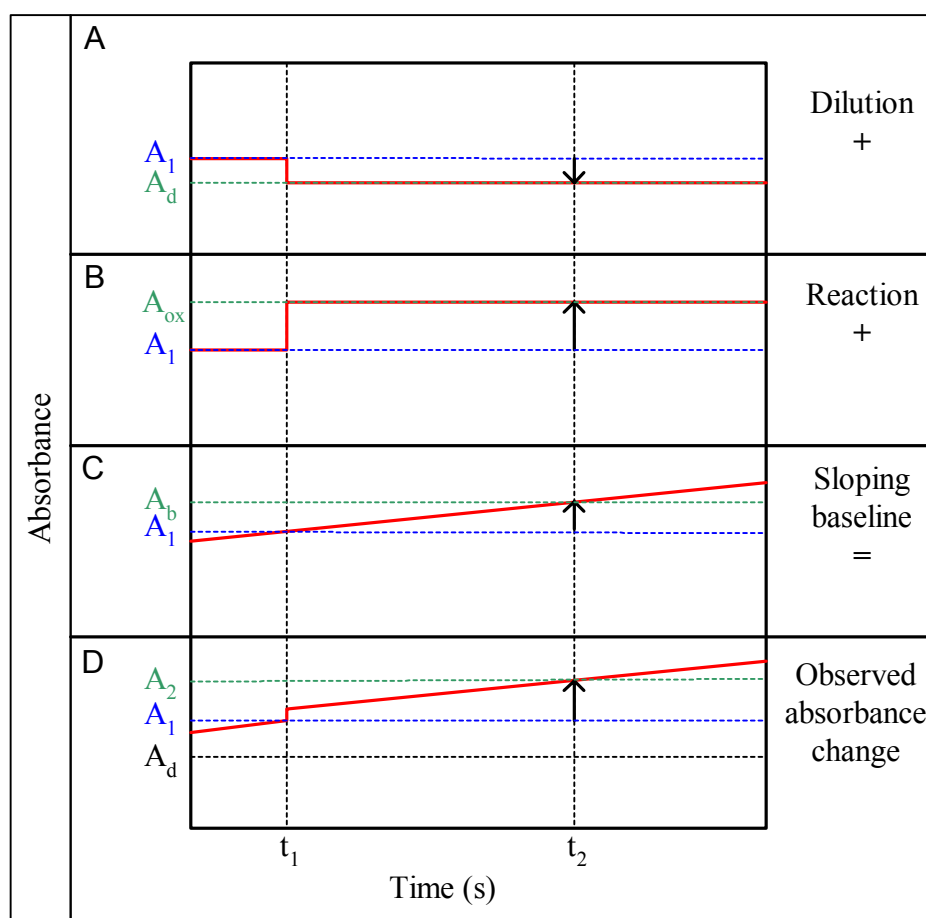 Absorbance
A
A1
Ad
Dilution
+
B
Aox
A1
Reaction
+
C
Ab
A1
Sloping
baseline
=
D
A2
A1
Ad
Observed
absorbance
change
t1
t2
Time (s)